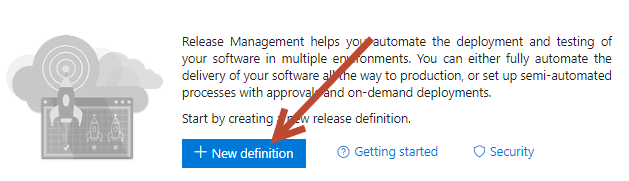 Release Management helps you automate the deployment and testing of
your software in multiple environments. You can either fully automate the
delivery of your software all the way to production, or set up semi-automated
processes with approvals and on-demand deployments.
Start by creating a new release definition.
+ New definition
Getting started
Security